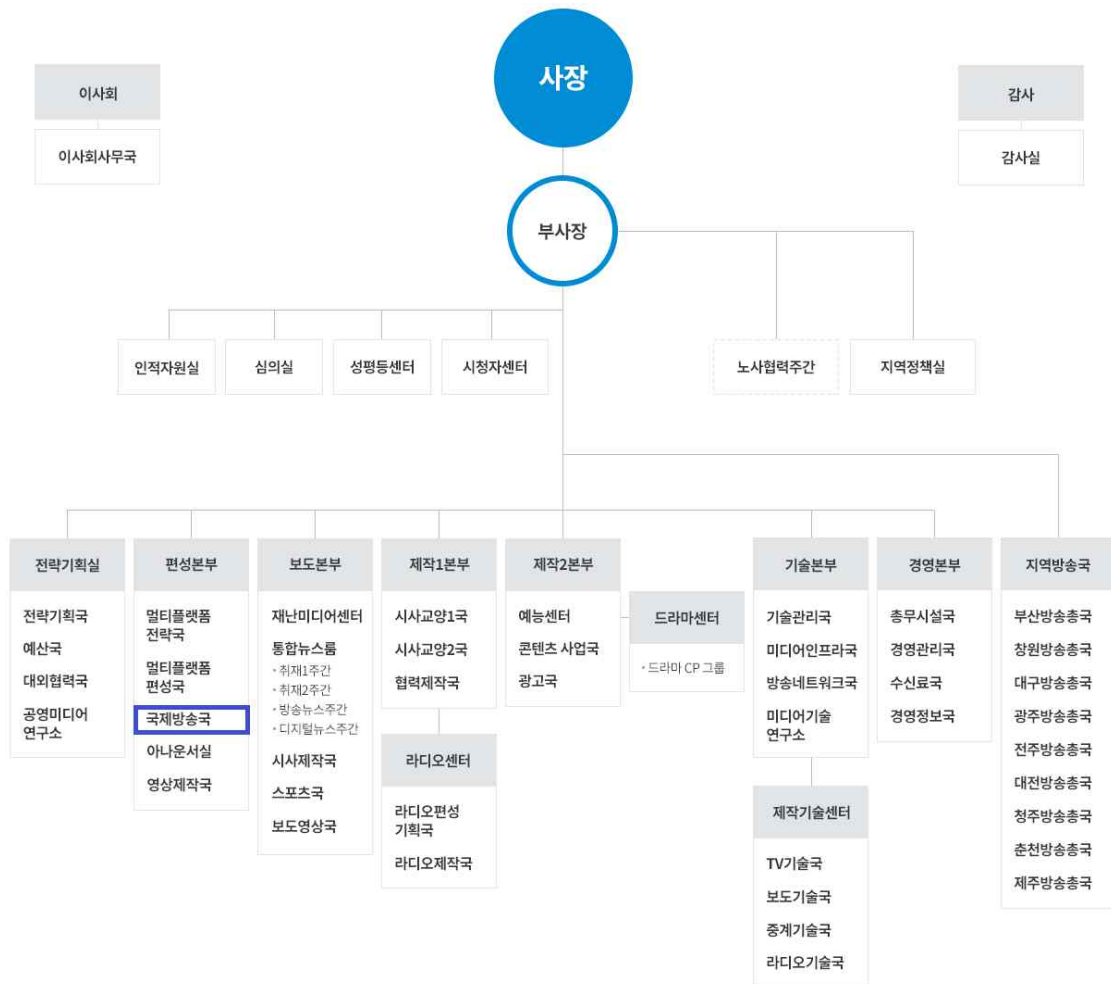 사장
이사회
이사회사무국
감사
감사실
부사장
인적자원실
심의실
성평등센터
시청자센터
노사협력주간
지역정책실
전략기획실
전략기획국
예산국
대외협력국
공영미디어
연구소
편성본부
멀티플랫폼
전략국
멀티플랫폼
편성국
국제방송국
아나운서실
영상제작국
보도본부
재난미디어센터
통합뉴스룸
· 취재1주간
· 취재2주간
· 방송뉴스주간
· 디지털뉴스주간
시사제작국
스포츠국
보도영상국
제작1본부
시사교양1국
시사교양2국
협력제작국
라디오센터
라디오편성
기획국
라디오제작국
제작2본부
예능센터
콘텐츠 사업국
광고국
드라마센터
· 드라마 CP 그룹
기술본부
기술관리국
미디어인프라국
방송네트워크국
미디어기술
연구소
제작기술센터
TV기술국
보도기술국
중계기술국
라디오기술국
경영본부
총무시설국
경영관리국
수신료국
경영정보국
지역방송국
부산방송총국
창원방송총국
대구방송총국
광주방송총국
전주방송총국
대전방송총국
청주방송총국
춘천방송총국
제주방송총국